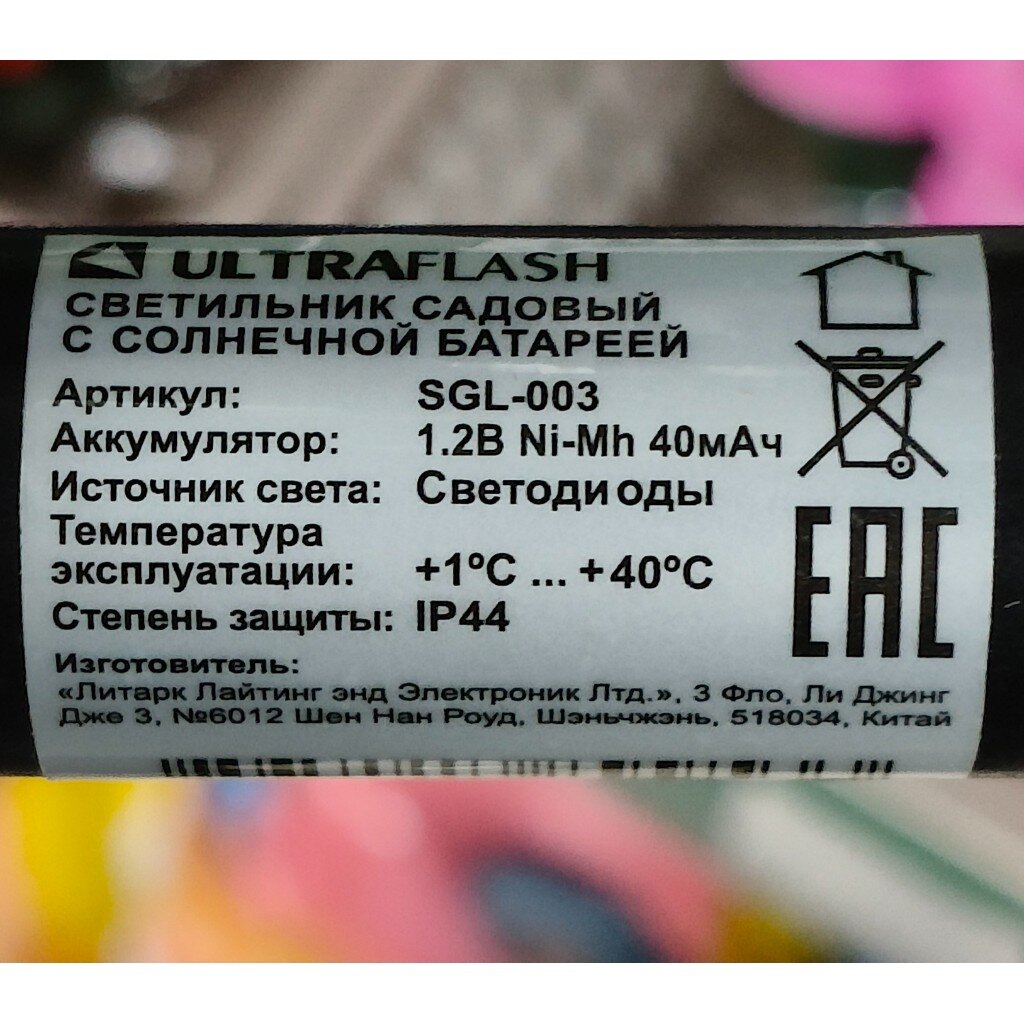 ULTRAFLASH
СВЕТИЛЬНИК САДОВЫЙ
С СОЛНЕЧНОЙ БАТАРЕЕЙ
Артикул: SGL-003
Аккумулятор: 1.2В Ni-Mh 40мАч
Источник света: Светодиоды
Температура
эксплуатации: +1ºC ... +40ºC
Степень защиты: IP44
EAC
Изготовитель:
«Литарк Лайтинг энд Электроник Лтд.», 3 Фло, Ли Джинг
Дже 3, №6012 Шен Нан Роуд, Шэньчжэнь, 518034, Китай